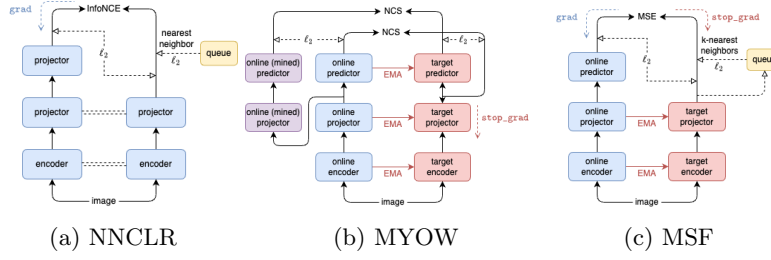 grad
InfoNCE
ℓ2
nearest
neighbor
queue
ℓ2
projector
projector
projector
encoder
encoder
image
(a) NNCLR
NCS
NCS
ℓ2
ℓ2
online (mined)
predictor
online
predictor
EMA
target
predictor
online (mined)
projector
online
projector
EMA
target
projector
stop_grad
online
encoder
EMA
target
encoder
image
(b) MYOW
grad
MSE
stop_grad
ℓ2
k-nearest
neighbors
ℓ2
queue
online
predictor
online
projector
EMA
target
projector
online
encoder
EMA
target
encoder
image
(c) MSF